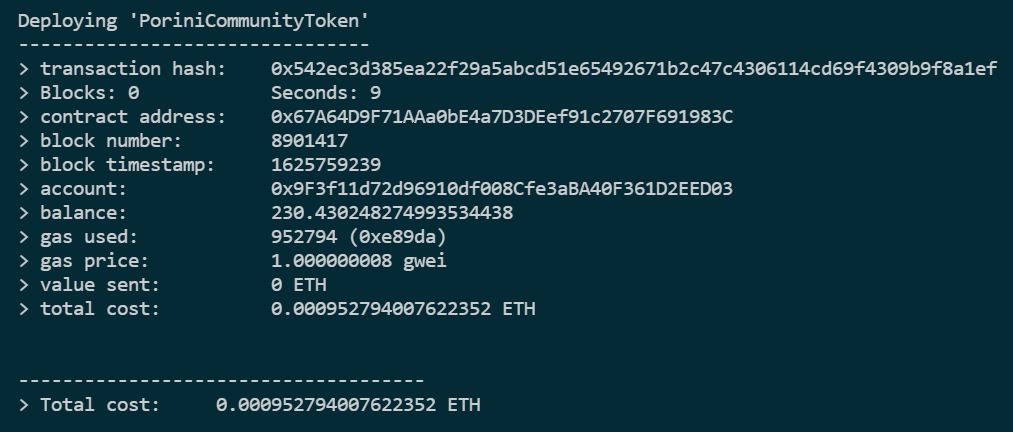 Deploying 'PoriniCommunityToken'
--------------------------------
> transaction hash:    0x542ec3d385ea22f29a5abcd51e65492671b2c47c4306114cd69f4309b9f8a1ef
> Blocks: 0            Seconds: 9
> contract address:    0x67A64D9F71AAa0bE4a7D3DEef91c2707F691983C
> block number:        8901417
> block timestamp:     1625759239
> account:             0x9F3f11d72d96910df008Cfe3aBA40F361D2EED03
> balance:             230.430248274993534438
> gas used:            952794 (0xe89da)
> gas price:           1.000000008 gwei
> value sent:          0 ETH
> total cost:          0.000952794007622352 ETH
-------------------------------------
> Total cost:     0.000952794007622352 ETH